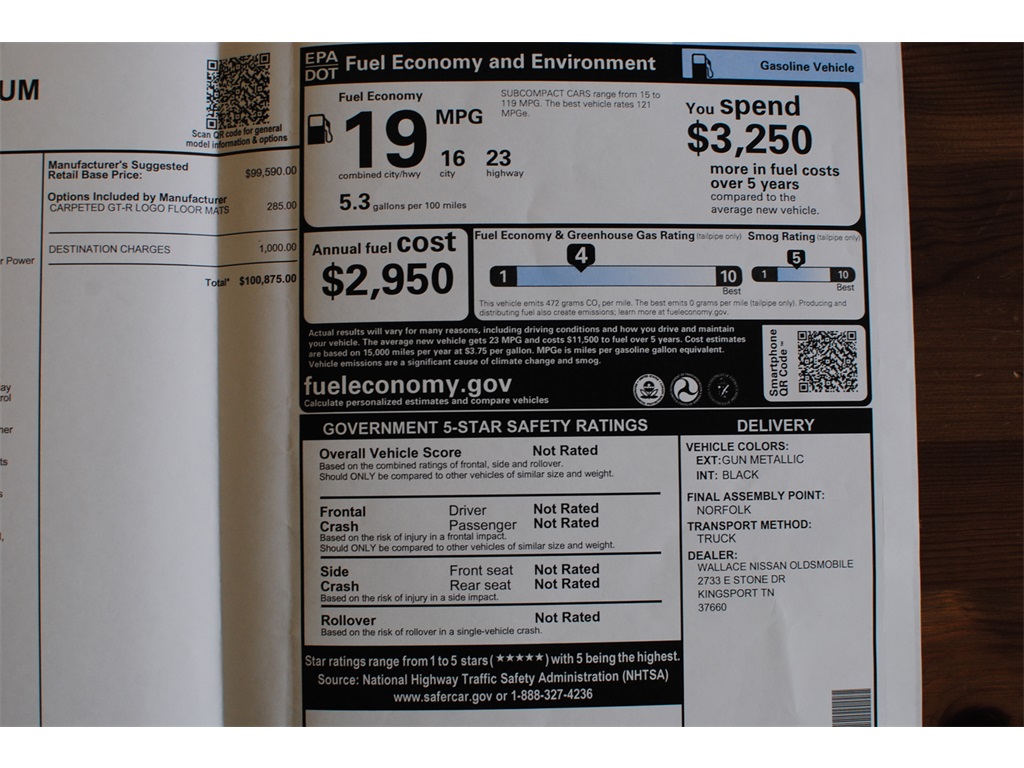 UM
Scan QR code for general
model information & options
Manufacturer's Suggested
Retail Base Price: $99,590.00
Options Included by Manufacturer
CARPETED GT-R LOGO FLOOR MATS 285.00
DESTINATION CHARGES 1,000.00
Total* $100,875.00
r Power
ay
rol
ner
ts
s
EPA
DOT
Fuel Economy and Environment
Gasoline Vehicle
Fuel Economy
19 MPG
combined city/hwy
16
city
23
highway
5.3 gallons per 100 miles
SUBCOMPACT CARS range from 15 to
119 MPG. The best vehicle rates 121
MPGe.
You spend
$3,250
more in fuel costs
over 5 years
compared to the
average new vehicle.
Annual fuel cost
$2,950
Fuel Economy & Greenhouse Gas Rating (tailpipe only)
1 4 10
Best
Smog Rating (tailpipe only)
1 5 10
Best
This vehicle emits 472 grams CO₂ per mile. The best emits 0 grams per mile (tailpipe only). Producing and
distributing fuel also create emissions; learn more at fueleconomy.gov.
Actual results will vary for many reasons, including driving conditions and how you drive and maintain
your vehicle. The average new vehicle gets 23 MPG and costs $11,500 to fuel over 5 years. Cost estimates
are based on 15,000 miles per year at $3.75 per gallon. MPGe is miles per gasoline gallon equivalent.
Vehicle emissions are a significant cause of climate change and smog.
fueleconomy.gov
Calculate personalized estimates and compare vehicles
Smartphone
QR Code™
GOVERNMENT 5-STAR SAFETY RATINGS
Overall Vehicle Score Not Rated
Based on the combined ratings of frontal, side and rollover.
Should ONLY be compared to other vehicles of similar size and weight.
Frontal Driver Not Rated
Crash Passenger Not Rated
Based on the risk of injury in a frontal impact.
Should ONLY be compared to other vehicles of similar size and weight.
Side Front seat Not Rated
Crash Rear seat Not Rated
Based on the risk of injury in a side impact.
Rollover Not Rated
Based on the risk of rollover in a single-vehicle crash.
Star ratings range from 1 to 5 stars (★★★★★) with 5 being the highest.
Source: National Highway Traffic Safety Administration (NHTSA)
www.safercar.gov or 1-888-327-4236
DELIVERY
VEHICLE COLORS:
EXT:GUN METALLIC
INT: BLACK
FINAL ASSEMBLY POINT:
NORFOLK
TRANSPORT METHOD:
TRUCK
DEALER:
WALLACE NISSAN OLDSMOBILE
2733 E STONE DR
KINGSPORT TN
37660